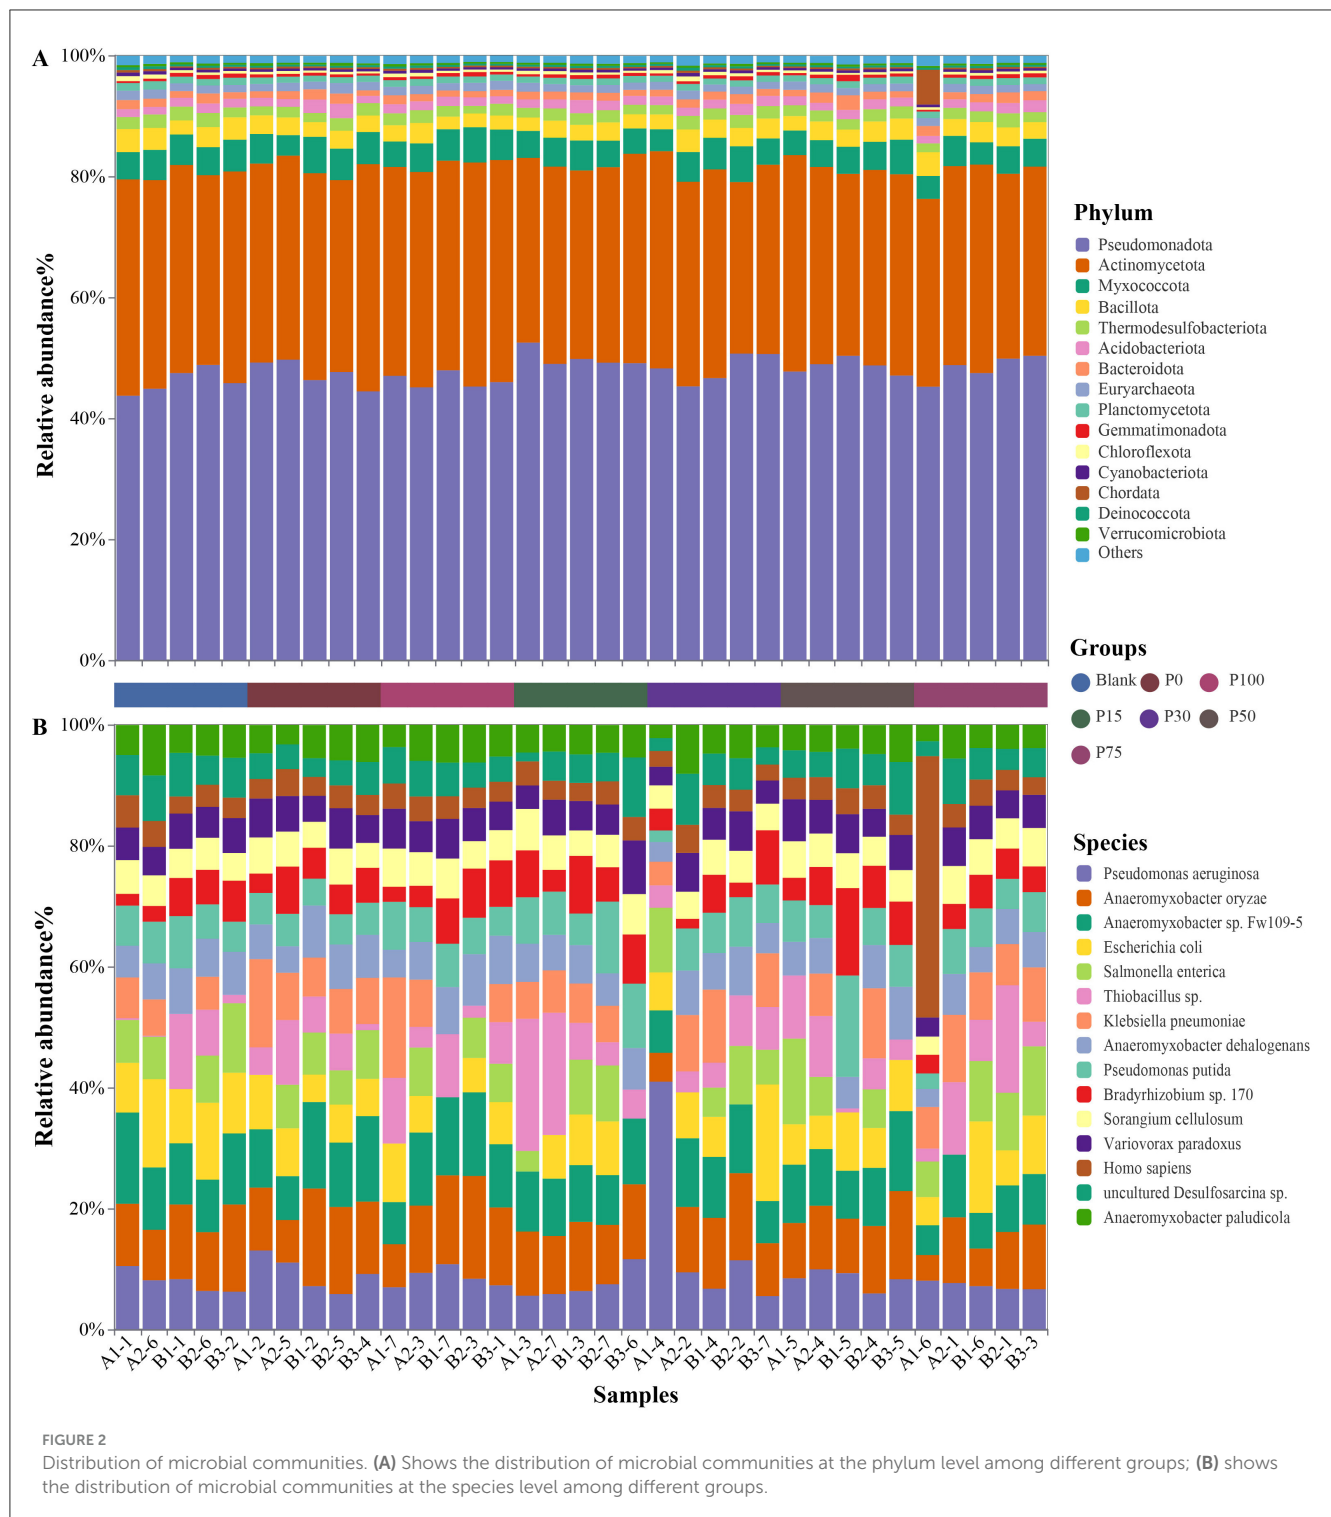 A
100%
80%
60%
40%
20%
0%
Relative abundance%
Phylum
Pseudomonadota
Actinomycetota
Myxococcota
Bacillota
Thermodesulfobacteriota
Acidobacteriota
Bacteroidota
Euryarchaeota
Planctomycetota
Gemmatimonadota
Chloroflexota
Cyanobacteriota
Chordata
Deinococcota
Verrucomicrobiota
Others
Groups
Blank P0 P100
P15 P30 P50
P75
B
100%
80%
60%
40%
20%
0%
Relative abundance%
Species
Pseudomonas aeruginosa
Anaeromyxobacter oryzae
Anaeromyxobacter sp. Fw109-5
Escherichia coli
Salmonella enterica
Thiobacillus sp.
Klebsiella pneumoniae
Anaeromyxobacter dehalogenans
Pseudomonas putida
Bradyrhizobium sp. 170
Sorangium cellulosum
Variovorax paradoxus
Homo sapiens
uncultured Desulfosarcina sp.
Anaeromyxobacter paludicola
A1-1 A2-6 B1-1 B2-6 B3-2 A1-2 A2-5 B1-2 B2-5 B3-4 A1-7 A2-3 B1-7 B2-3 B3-1 A1-3 A2-7 B1-3 B2-7 B3-6 A1-4 A2-2 B1-4 B2-2 B3-7 A1-5 A2-4 B1-5 B2-4 B3-5 A1-6 A2-1 B1-6 B2-1 B3-3
Samples
FIGURE 2
Distribution of microbial communities. (A) Shows the distribution of microbial communities at the phylum level among different groups; (B) shows
the distribution of microbial communities at the species level among different groups.